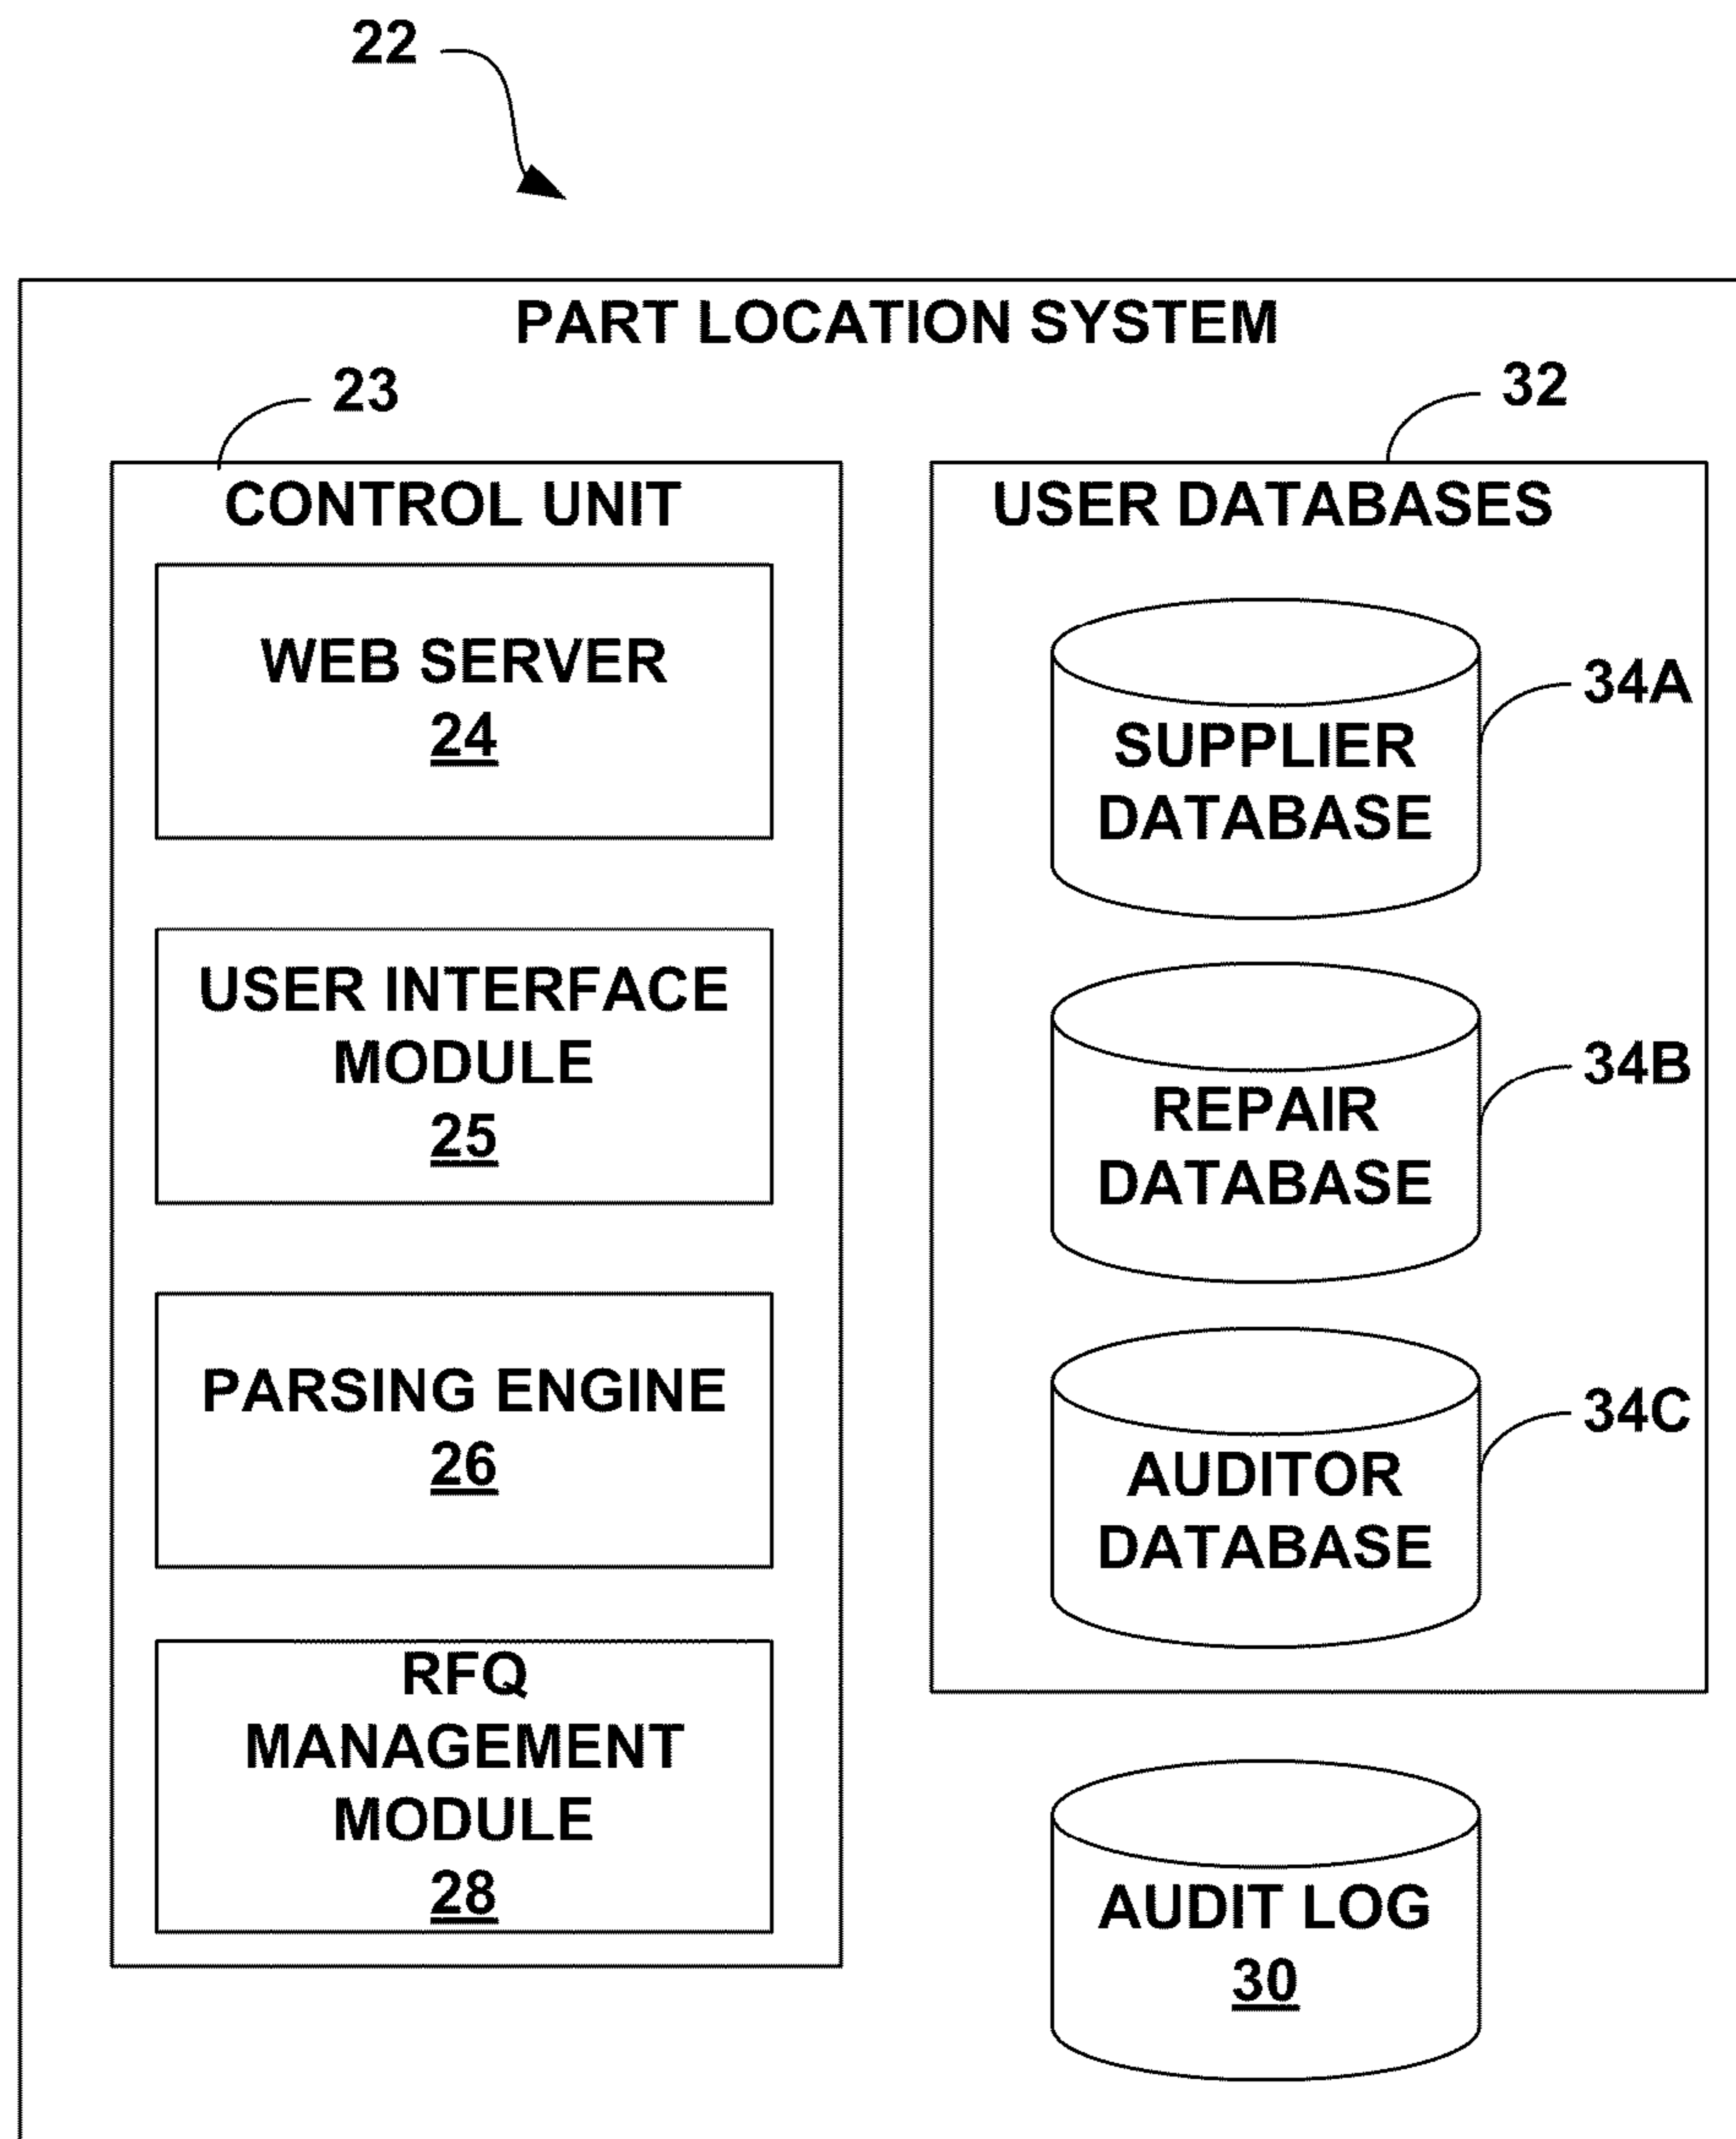 22
PART LOCATION SYSTEM
23
CONTROL UNIT
WEB SERVER
24
USER INTERFACE
MODULE
25
PARSING ENGINE
26
RFQ
MANAGEMENT
MODULE
28
32
USER DATABASES
SUPPLIER
DATABASE
34A
REPAIR
DATABASE
34B
AUDITOR
DATABASE
34C
AUDIT LOG
30